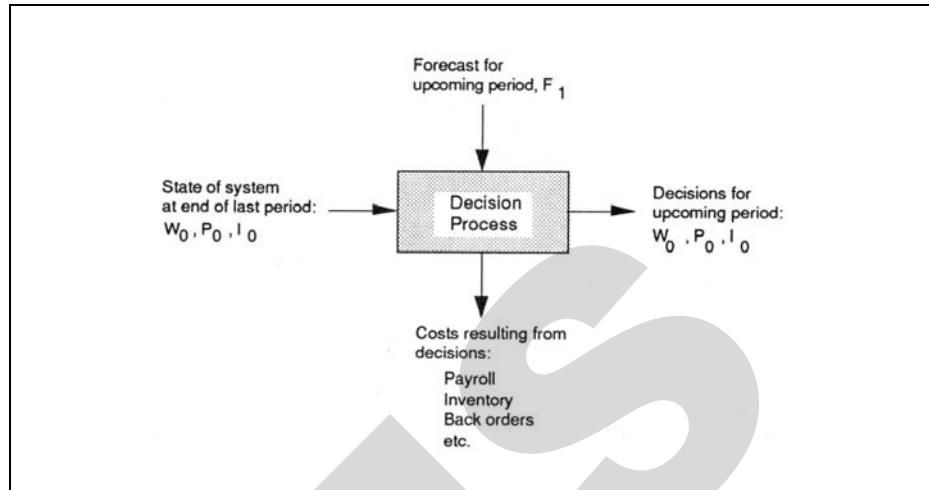 Forecast for
upcoming period, F 1
State of system
at end of last period:
W0 , P0 , I 0
Decision
Process
Decisions for
upcoming period:
W0 , P0 , I 0
Costs resulting from
decisions:
Payroll
Inventory
Back orders
etc.